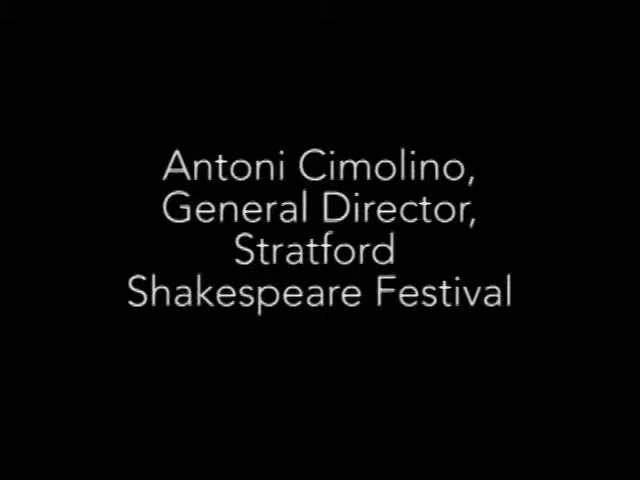 Antoni Cimolino,
General Director,
Stratford
Shakespeare Festival